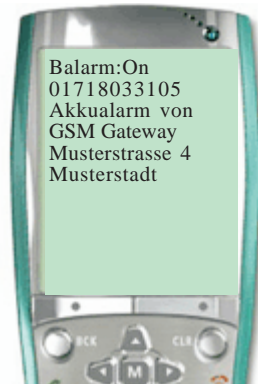 Balarm:On
01718033105
Akkualarm von
GSM Gateway
Musterstrasse 4
Musterstadt
BCK
CLR
M